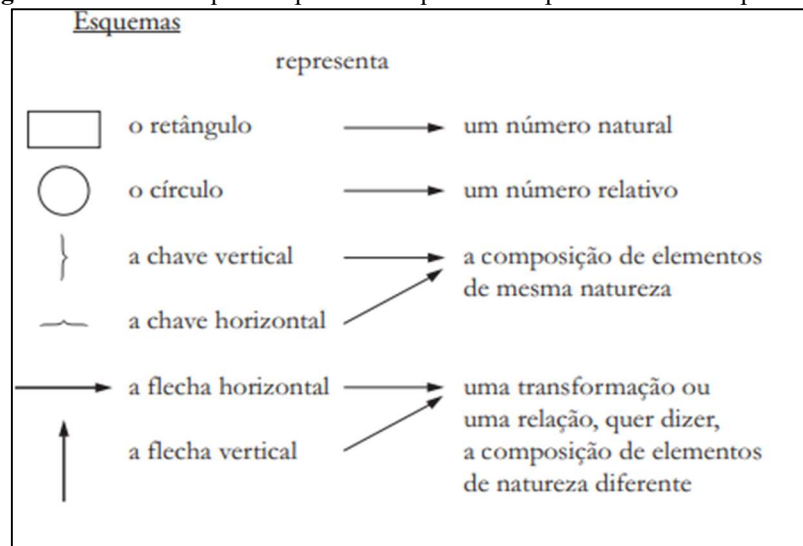 Esquemas
representa
o retângulo um número natural
o círculo um número relativo
a chave vertical a composição de elementos
de mesma natureza
a chave horizontal
a flecha horizontal uma transformação ou
uma relação, quer dizer,
a flecha vertical a composição de elementos
de natureza diferente